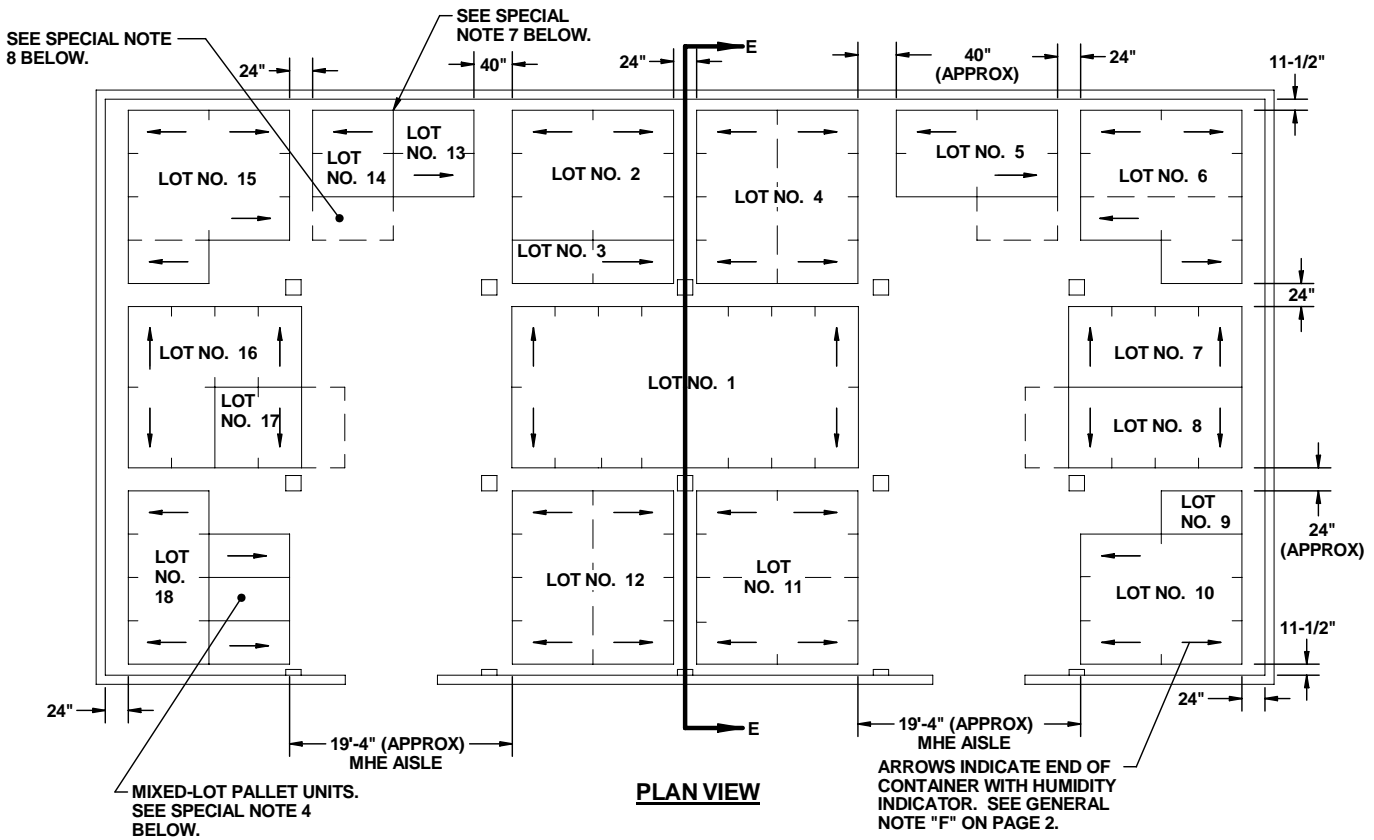 SEE SPECIAL NOTE
8 BELOW.
SEE SPECIAL
NOTE 7 BELOW.
24"
40"
24"
E
40"
(APPROX)
24"
11-1/2"
LOT NO. 15
LOT
NO. 14
LOT
NO. 13
LOT NO. 2
LOT NO. 3
LOT NO. 4
LOT NO. 5
LOT NO. 6
24"
LOT NO. 16
LOT
NO. 17
LOT NO. 1
LOT NO. 7
LOT NO. 8
LOT
NO. 9
24"
(APPROX)
LOT
NO.
18
LOT NO. 12
LOT
NO. 11
LOT NO. 10
11-1/2"
24"
19'-4" (APPROX)
MHE AISLE
E
19'-4" (APPROX)
MHE AISLE
24"
MIXED-LOT PALLET UNITS.
SEE SPECIAL NOTE 4
BELOW.
PLAN VIEW
ARROWS INDICATE END OF
CONTAINER WITH HUMIDITY
INDICATOR. SEE GENERAL
NOTE "F" ON PAGE 2.